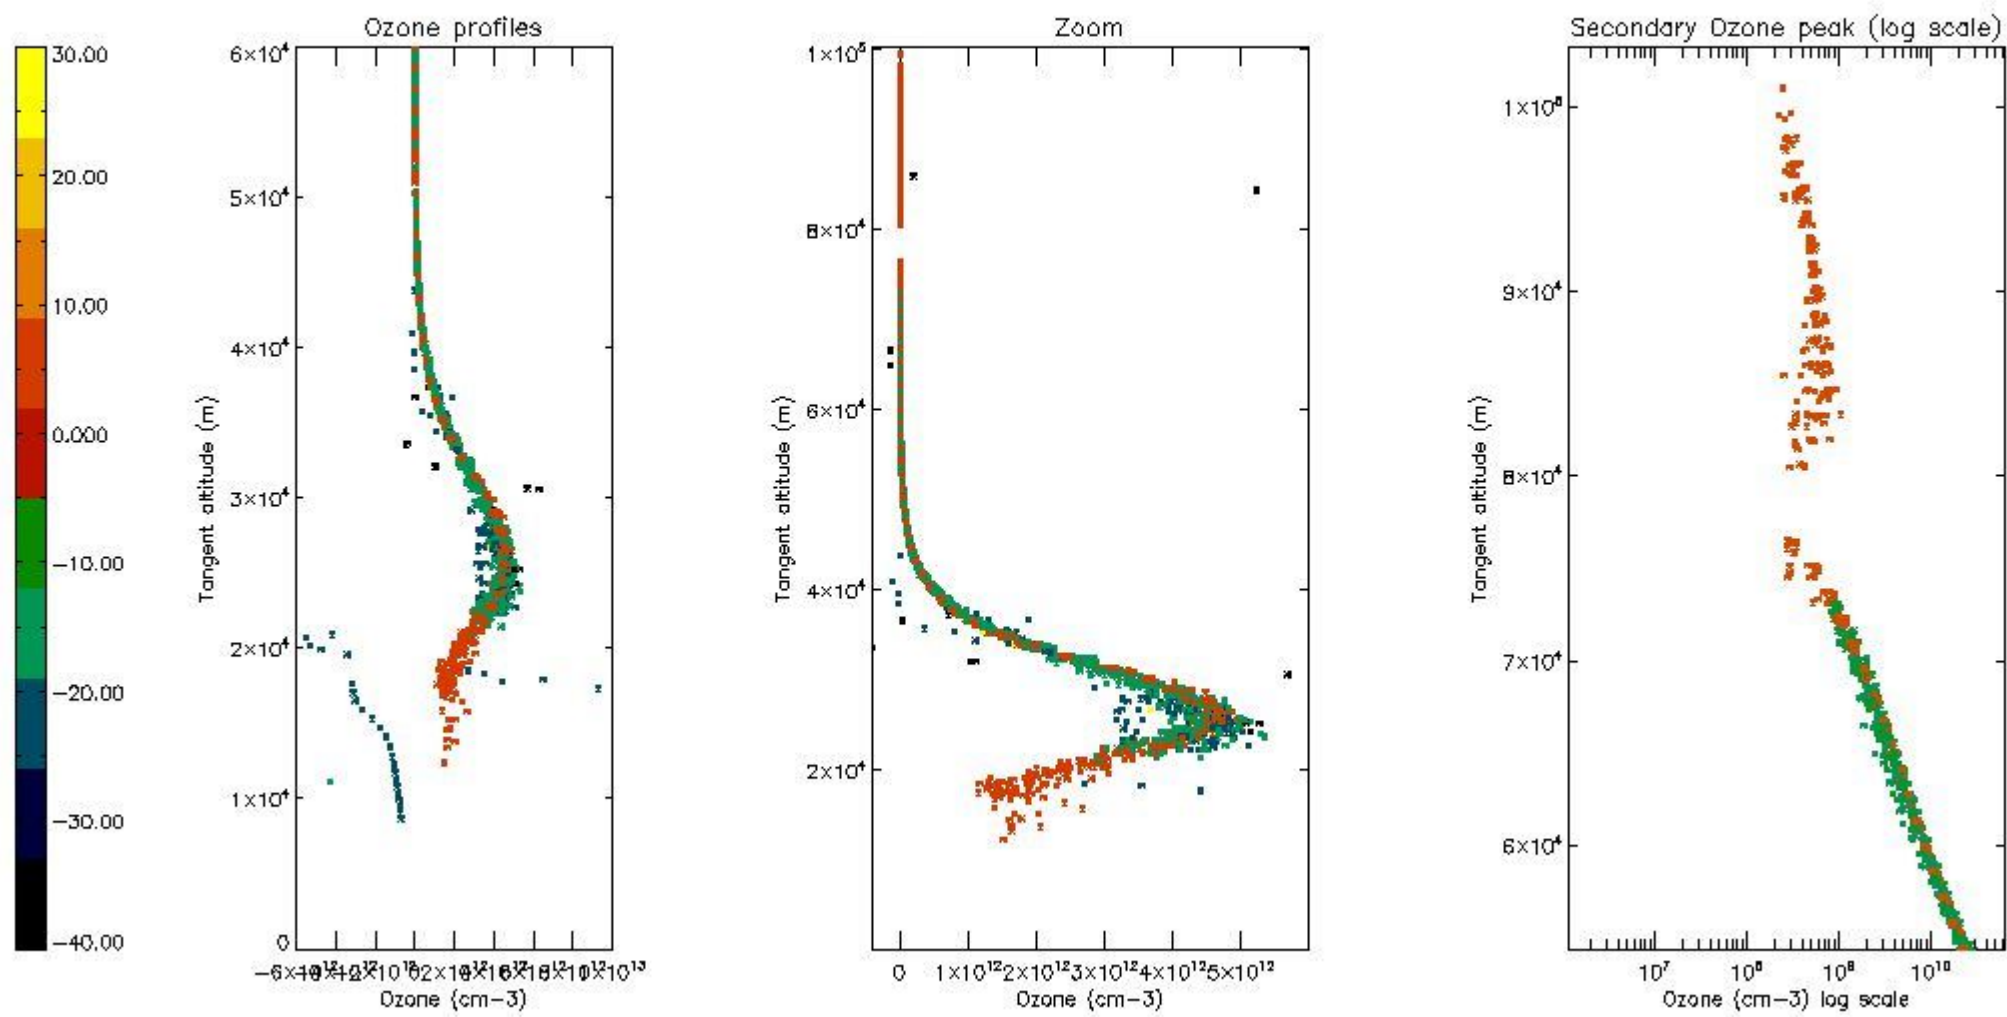 Ozone profiles
Zoom
Secondary Ozone peak (log scale)
30.00
20.00
10.00
0.000
-10.00
-20.00
-30.00
-40.00
6×10⁴
5×10⁴
4×10⁴
3×10⁴
2×10⁴
1×10⁴
0
Tangent altitude (m)
Ozone (cm-3)
1×10⁵
8×10⁴
6×10⁴
4×10⁴
2×10⁴
Tangent altitude (m)
0 1×10¹² 2×10¹² 3×10¹² 4×10¹² 5×10¹²
Ozone (cm-3)
1×10⁵
9×10⁴
8×10⁴
7×10⁴
6×10⁴
Tangent altitude (m)
10⁷ 10⁸ 10⁹ 10¹⁰
Ozone (cm-3) log scale